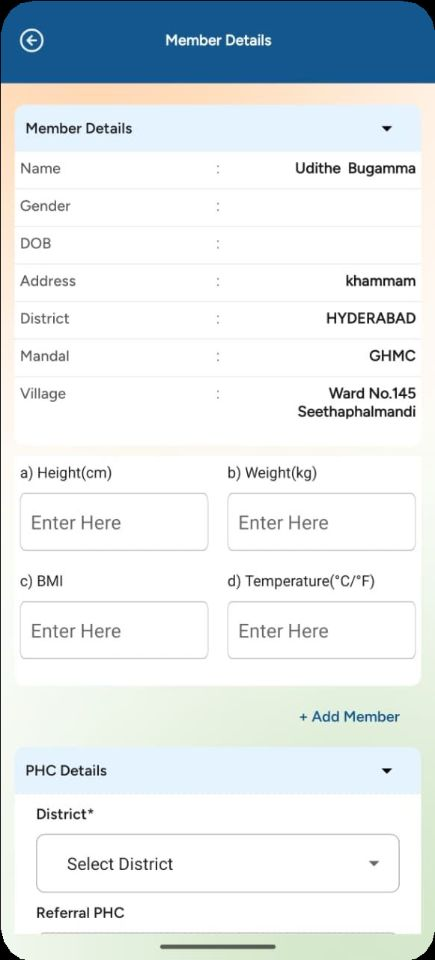 Member Details
Member Details
Name : Udithe Bugamma
Gender :
DOB :
Address : khammam
District : HYDERABAD
Mandal : GHMC
Village : Ward No.145
Seethaphalmandi
a) Height(cm) b) Weight(kg)
Enter Here Enter Here
c) BMI d) Temperature(°C/°F)
Enter Here Enter Here
+ Add Member
PHC Details
District*
Select District
Referral PHC